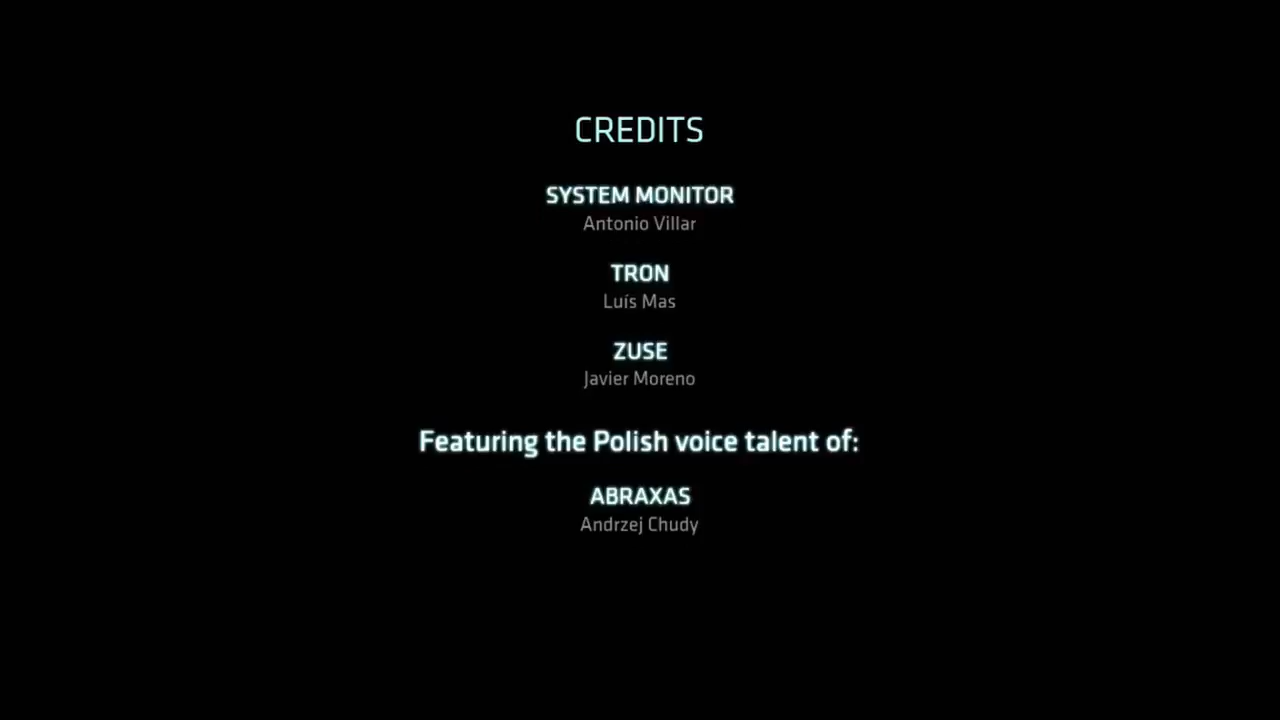 CREDITS
SYSTEM MONITOR
Antonio Villar
TRON
Luís Mas
ZUSE
Javier Moreno
Featuring the Polish voice talent of:
ABRAXAS
Andrzej Chudy